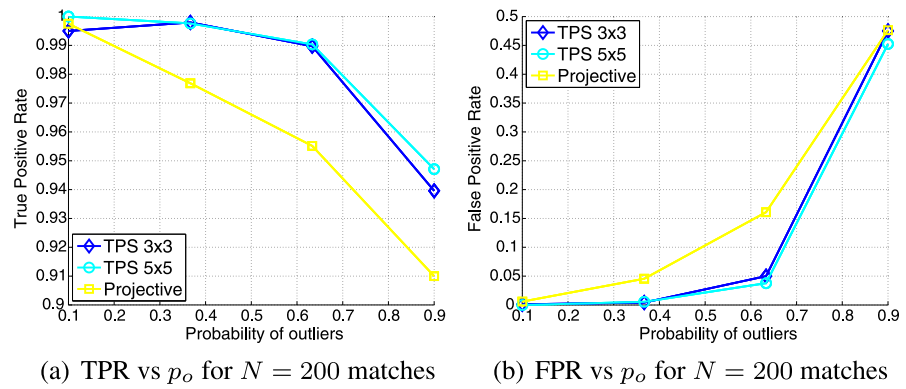 1
0.99
0.98
0.97
0.96
0.95
0.94
0.93
0.92
0.91
0.9
True Positive Rate
TPS 3x3
TPS 5x5
Projective
0.1 0.2 0.3 0.4 0.5 0.6 0.7 0.8 0.9
Probability of outliers
(a) TPR vs p_o for N = 200 matches
0.5
0.45
0.4
0.35
0.3
0.25
0.2
0.15
0.1
0.05
0
False Positive Rate
TPS 3x3
TPS 5x5
Projective
0.1 0.2 0.3 0.4 0.5 0.6 0.7 0.8 0.9
Probability of outliers
(b) FPR vs p_o for N = 200 matches